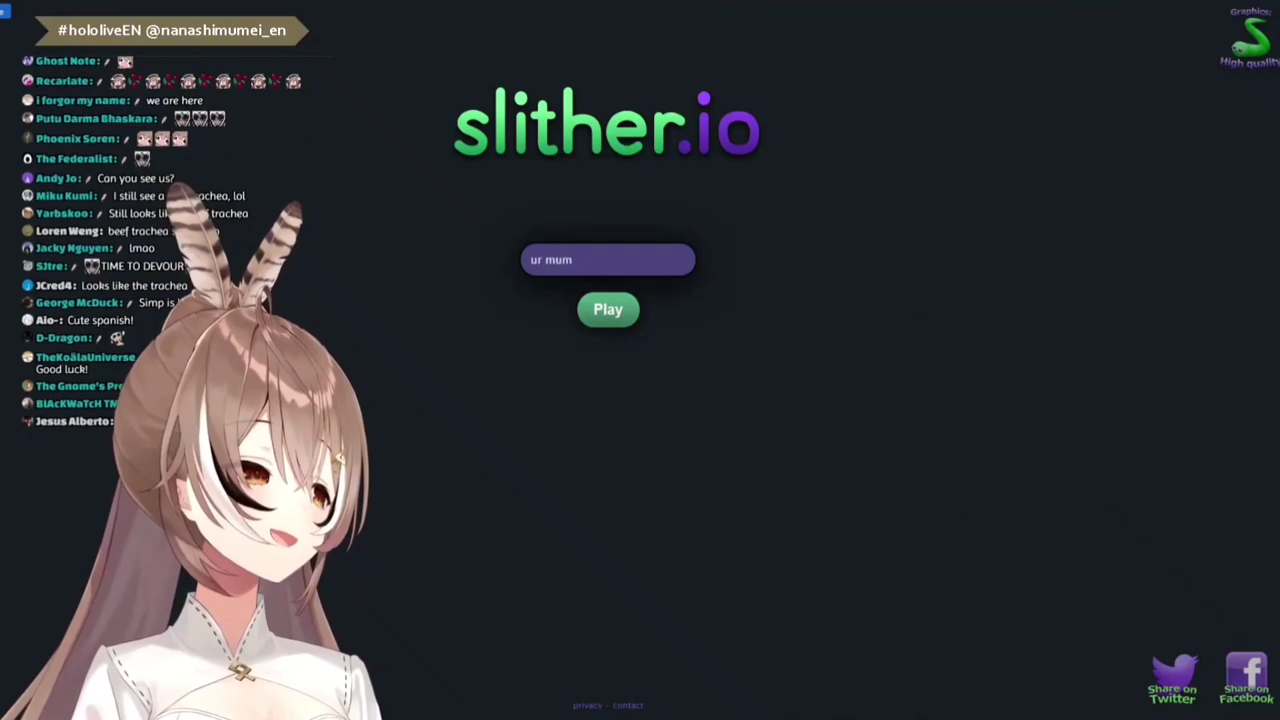 #hololiveEN @nanashimumei_en
Ghost Note:
Recarlate:
i forgor my name: we are here
Putu Darma Bhaskara:
Phoenix Soren:
The Federalist:
Andy Jo: Can you see us?
Miku Kumi: I still see a trachea, lol
Yarbskoo: Still looks trachea
Loren Weng: beef trachea
Jacky Nguyen: lmao
SJtre: TIME TO DEVOUR
JCred4: Looks like the trachea
George McDuck: Simp is
Aio-: Cute spanish!
D-Dragon:
TheKoälaUniverse
Good luck!
The Gnome's
BlAcKWaTcH TM
Jesus Alberto:
slither.io
ur mum
Play
Graphics:
High quality
Share on
Twitter
Share on
Facebook
privacy - contact